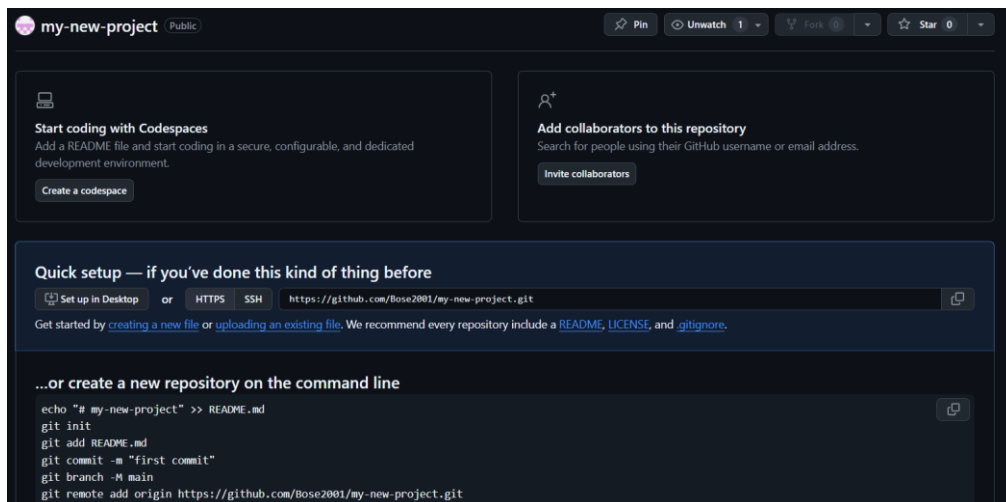 my-new-project Public
Pin Unwatch 1 Fork 0 Star 0
Start coding with Codespaces
Add a README file and start coding in a secure, configurable, and dedicated
development environment.
Create a codespace
Add collaborators to this repository
Search for people using their GitHub username or email address.
Invite collaborators
Quick setup — if you've done this kind of thing before
Set up in Desktop or HTTPS SSH https://github.com/Bose2001/my-new-project.git
Get started by creating a new file or uploading an existing file. We recommend every repository include a README, LICENSE, and .gitignore.
...or create a new repository on the command line
echo "# my-new-project" >> README.md
git init
git add README.md
git commit -m "first commit"
git branch -M main
git remote add origin https://github.com/Bose2001/my-new-project.git